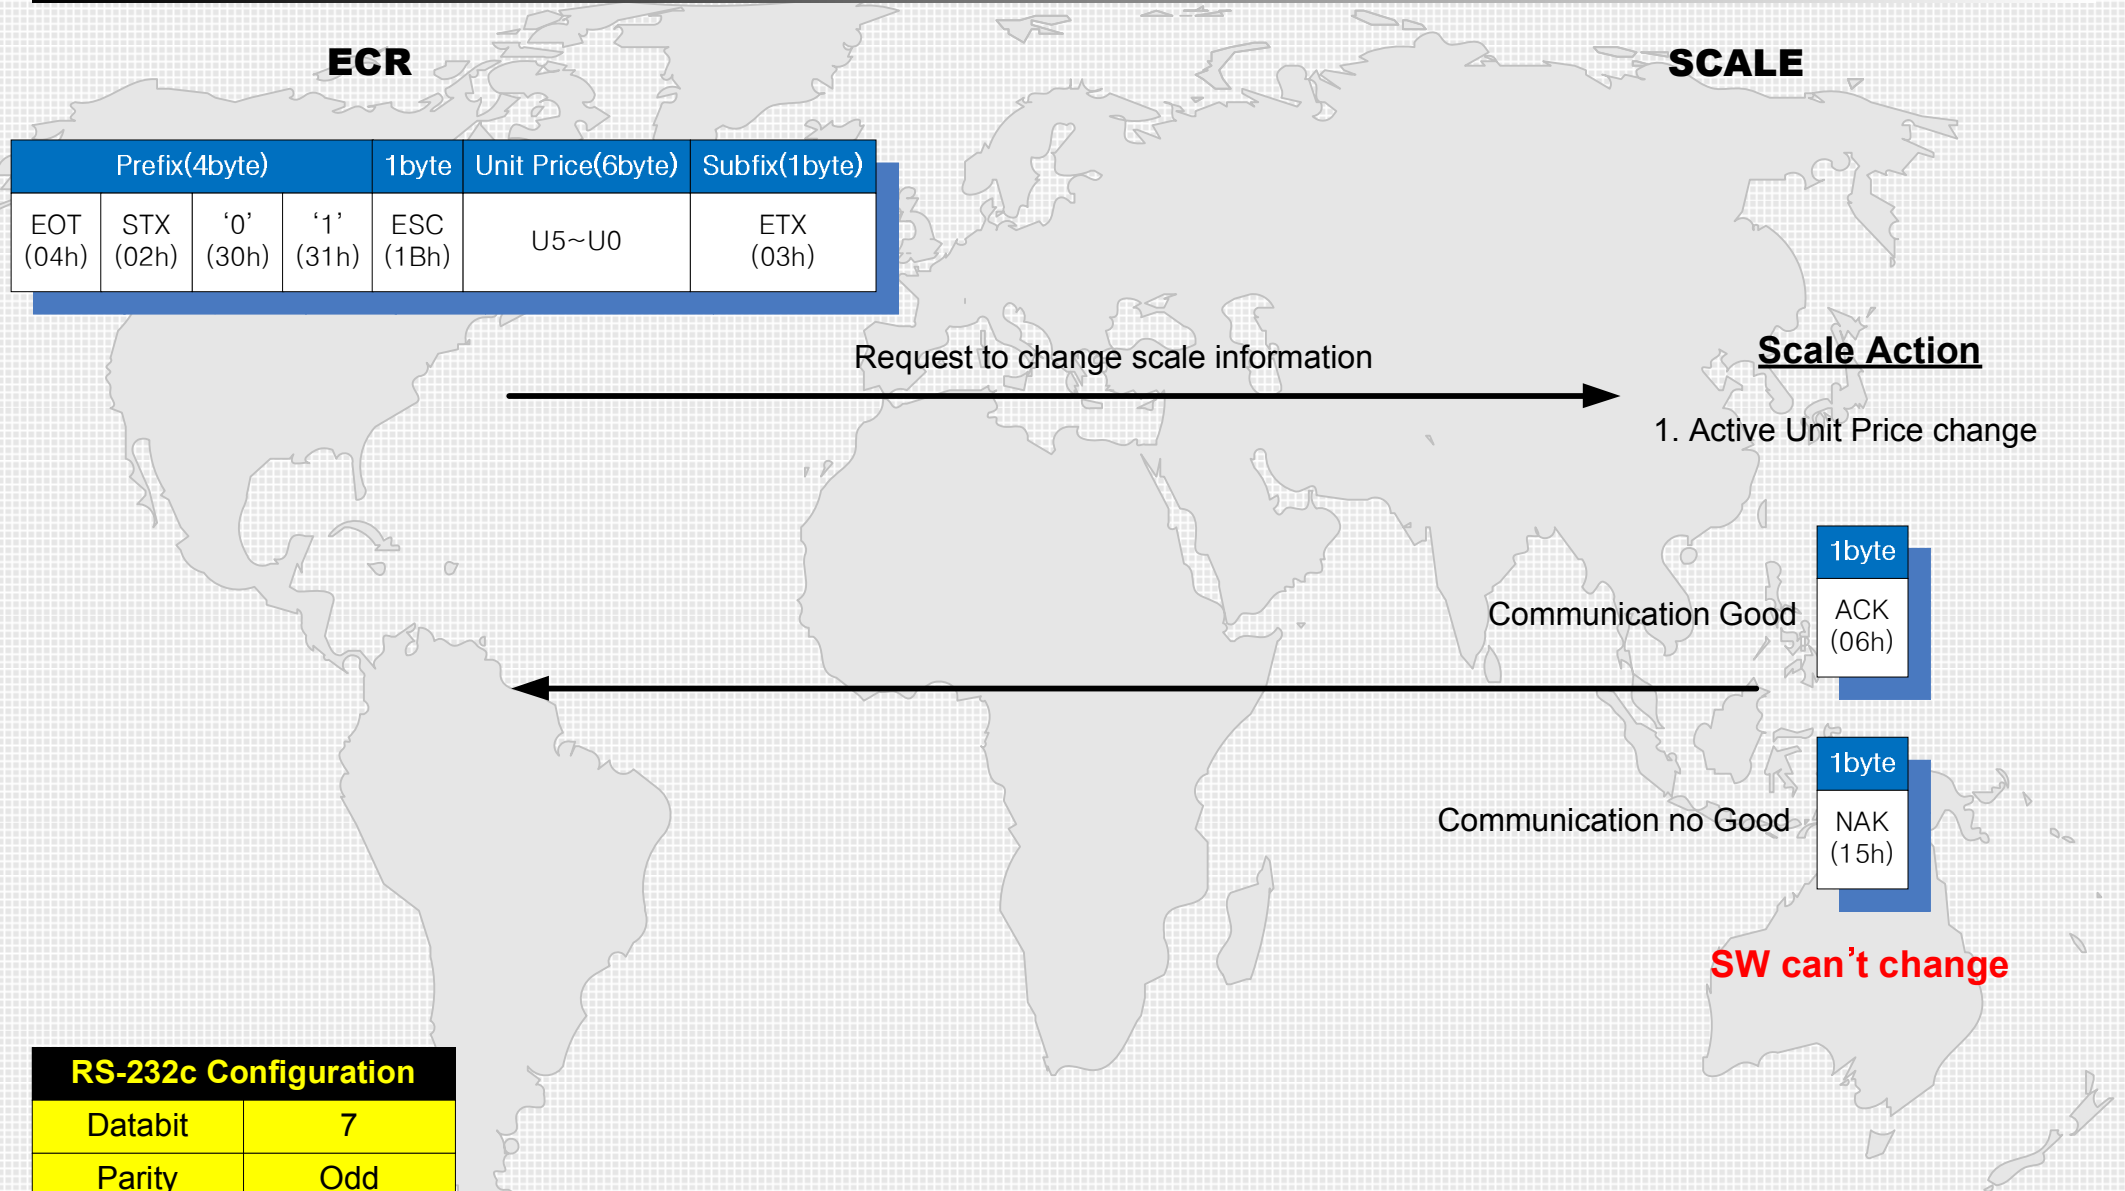 ECR
SCALE
Prefix(4byte) 1byte Unit Price(6byte) Subfix(1byte)
EOT STX ‘0’ ‘1’ ESC U5~U0 ETX
(04h) (02h) (30h) (31h) (1Bh) (03h)
Request to change scale information
Scale Action
1. Active Unit Price change
1byte
Communication Good
ACK
(06h)
1byte
Communication no Good
NAK
(15h)
SW can’t change
RS-232c Configuration
Databit 7
Parity Odd